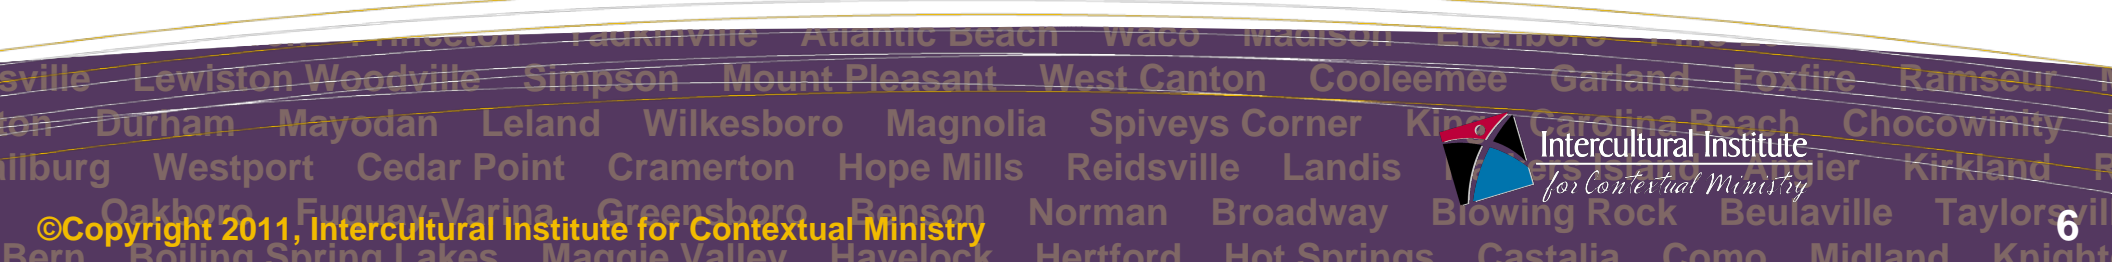 Princeton Yadkinville Atlantic Beach Waco Madison Ellenboro
sville Lewiston Woodville Simpson Mount Pleasant West Canton Cooleemee Garland Foxfire Ramseur
ton Durham Mayodan Leland Wilkesboro Magnolia Spiveys Corner Carolina Beach Chocowinity
Intercultural Institute
illburg Westport Cedar Point Cramerton Hope Mills Reidsville Landis Angier Kirkland
for Contextual Ministry
Oakboro Fuquay-Varina Greensboro Benson Norman Broadway Blowing Rock Beulaville Taylorsvil
©Copyright 2011, Intercultural Institute for Contextual Ministry
6
Bern Boiling Spring Lakes Maggie Valley Havelock Hertford Hot Springs Castalia Como Midland Knight